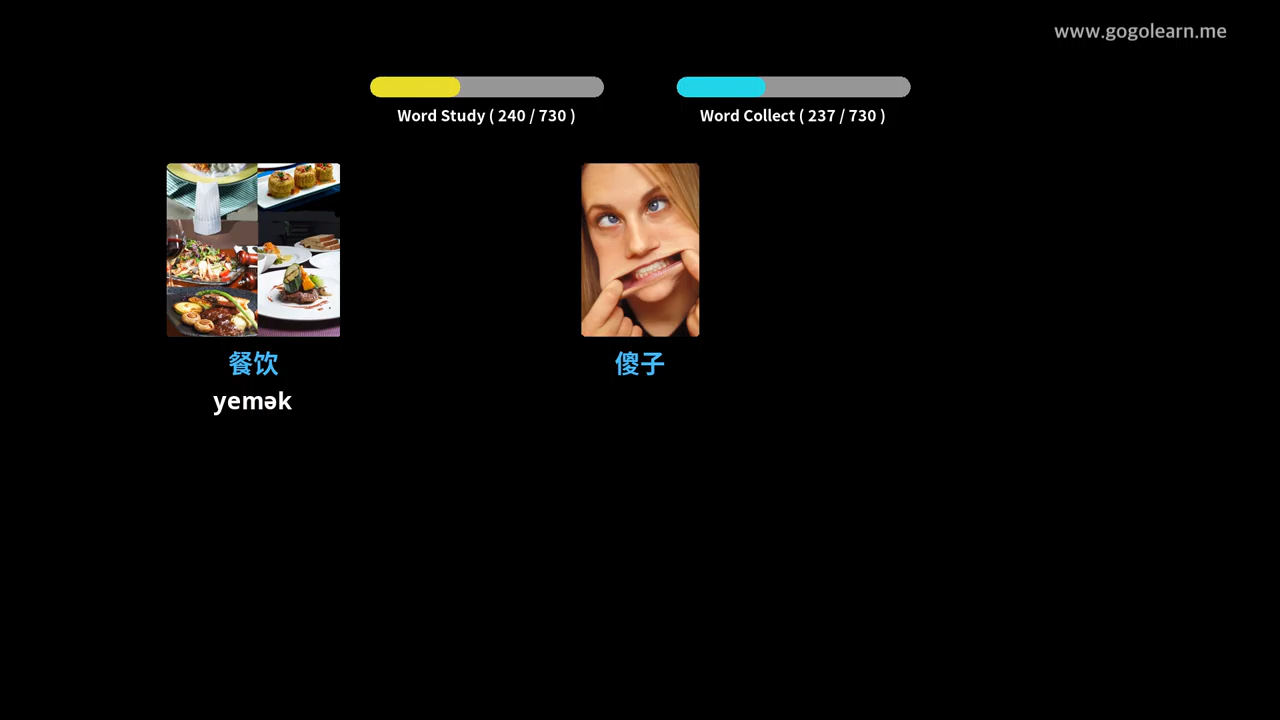 www.gogolearn.me
Word Study ( 240 / 730 )
Word Collect ( 237 / 730 )
餐饮
傻子
yemək